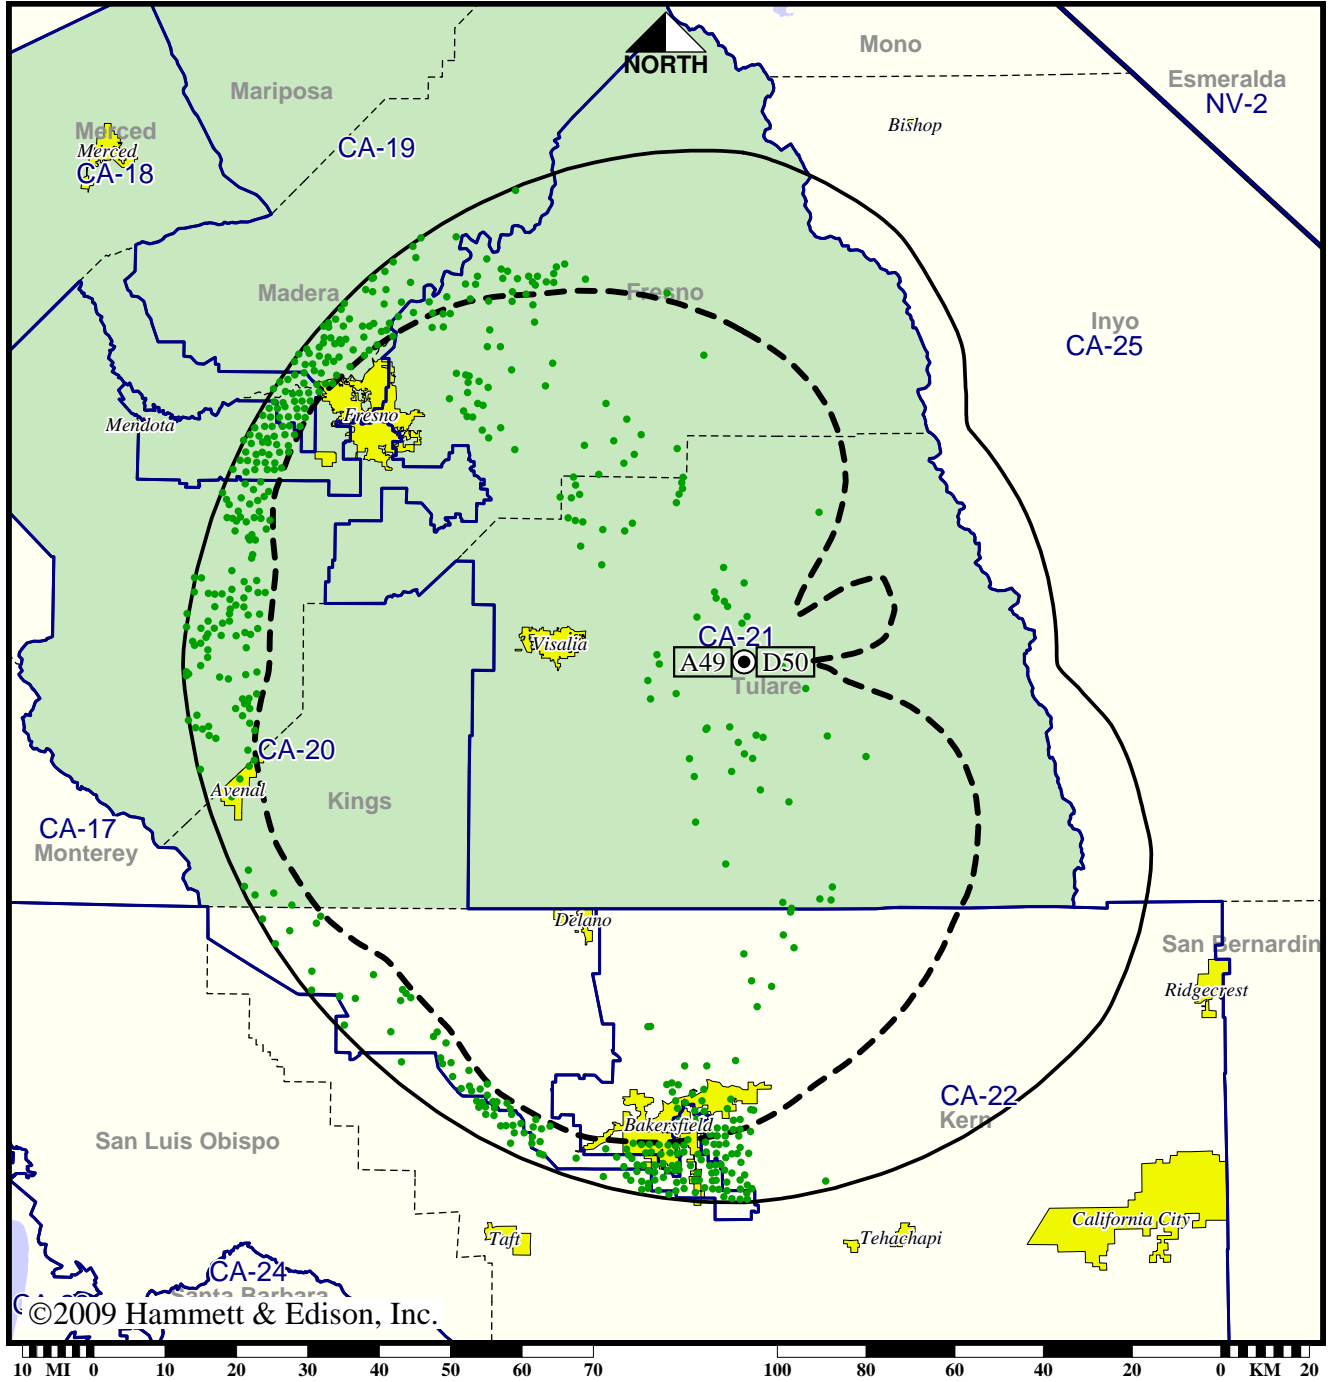 NORTH
Mono
Esmeralda
NV-2
Mariposa
Merced
Merced
CA-18
CA-19
Bishop
Madera
Fresno
Inyo
CA-25
Mendota
Fresno
Visalia
CA-21
A49 D50
Tulare
CA-20
Avenal
Kings
CA-17
Monterey
Delano
San Bernardin
Ridgecrest
CA-22
Kern
Bakersfield
San Luis Obispo
Taft
Tehachapi
California City
CA-24
Santa Barbara
©2009 Hammett & Edison, Inc.
10 MI 0 10 20 30 40 50 60 70 100 80 60 40 20 0 KM 20